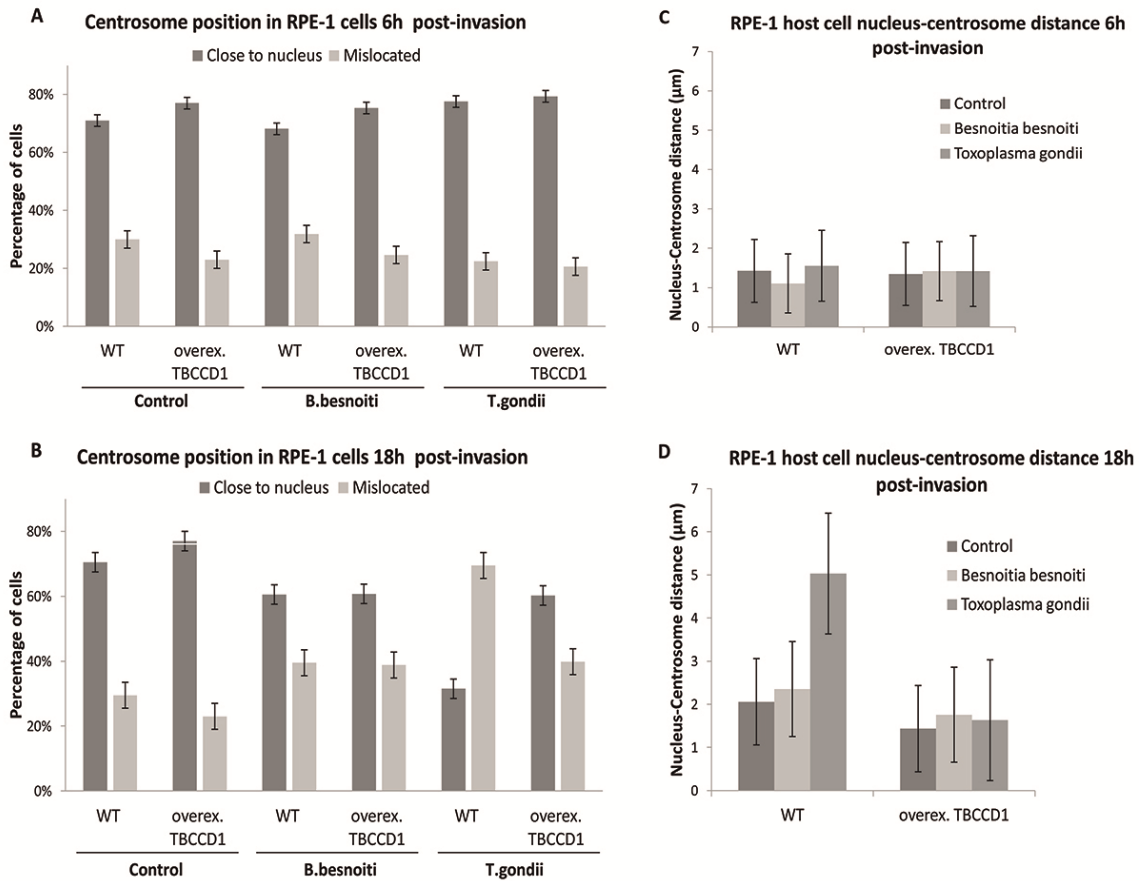 A
Centrosome position in RPE-1 cells 6h post-invasion
Close to nucleus Mislocated
Percentage of cells
80%
60%
40%
20%
0%
WT overex. TBCCD1 WT overex. TBCCD1 WT overex. TBCCD1
Control B.besnoiti T.gondii
B
Centrosome position in RPE-1 cells 18h post-invasion
Close to nucleus Mislocated
Percentage of cells
80%
60%
40%
20%
0%
WT overex. TBCCD1 WT overex. TBCCD1 WT overex. TBCCD1
Control B.besnoiti T.gondii
C
RPE-1 host cell nucleus-centrosome distance 6h
post-invasion
Nucleus-Centrosome distance (μm)
7
6
5
4
3
2
1
0
Control
Besnoitia besnoiti
Toxoplasma gondii
WT overex. TBCCD1
D
RPE-1 host cell nucleus-centrosome distance 18h
post-invasion
Nucleus-Centrosome distance (μm)
7
6
5
4
3
2
1
0
Control
Besnoitia besnoiti
Toxoplasma gondii
WT overex. TBCCD1